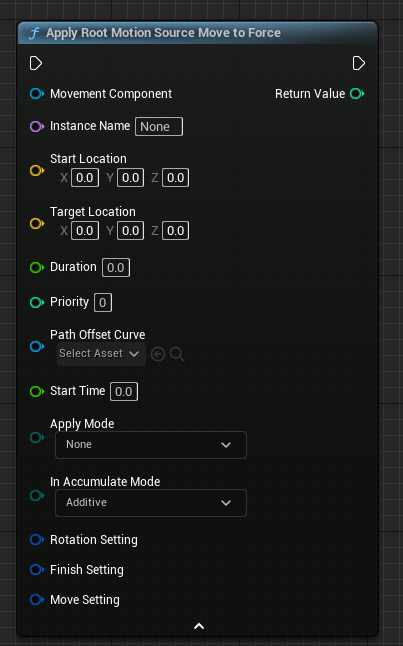 f Apply Root Motion Source Move to Force
Movement Component Return Value
Instance Name None
Start Location
X 0.0 Y 0.0 Z 0.0
Target Location
X 0.0 Y 0.0 Z 0.0
Duration 0.0
Priority 0
Path Offset Curve
Select Asset
Start Time 0.0
Apply Mode
None
In Accumulate Mode
Additive
Rotation Setting
Finish Setting
Move Setting